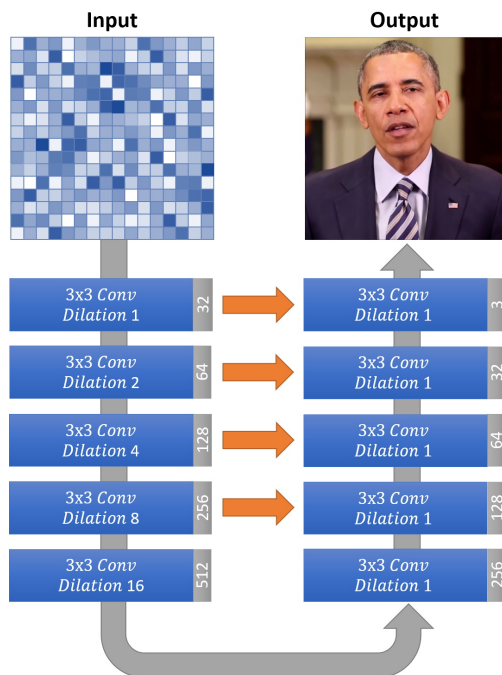 Input
Output
3x3 Conv
Dilation 1
32
3x3 Conv
Dilation 1
3
3x3 Conv
Dilation 2
64
3x3 Conv
Dilation 1
32
3x3 Conv
Dilation 4
128
3x3 Conv
Dilation 1
64
3x3 Conv
Dilation 8
256
3x3 Conv
Dilation 1
128
3x3 Conv
Dilation 16
512
3x3 Conv
Dilation 1
256